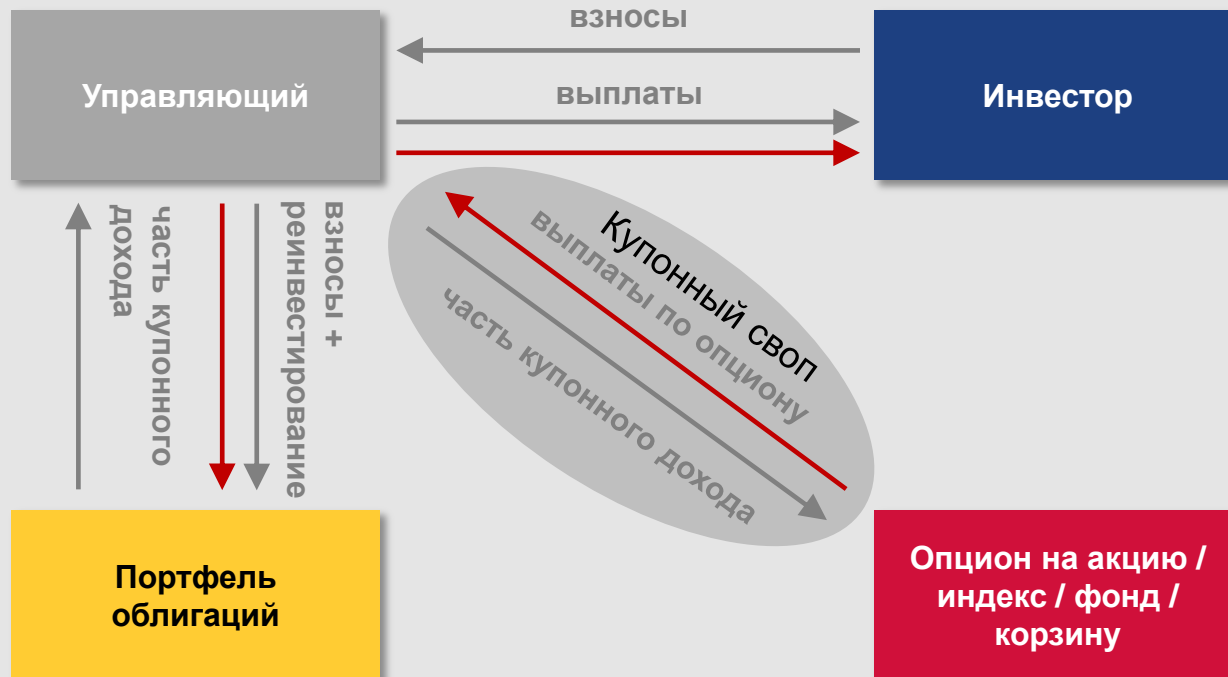 взносы
Управляющий
выплаты
Инвестор
часть купонного
дохода
взносы +
реинвестирование
Купонный своп
выплаты по опциону
часть купонного дохода
Портфель
облигаций
Опцион на акцию /
индекс / фонд /
корзину